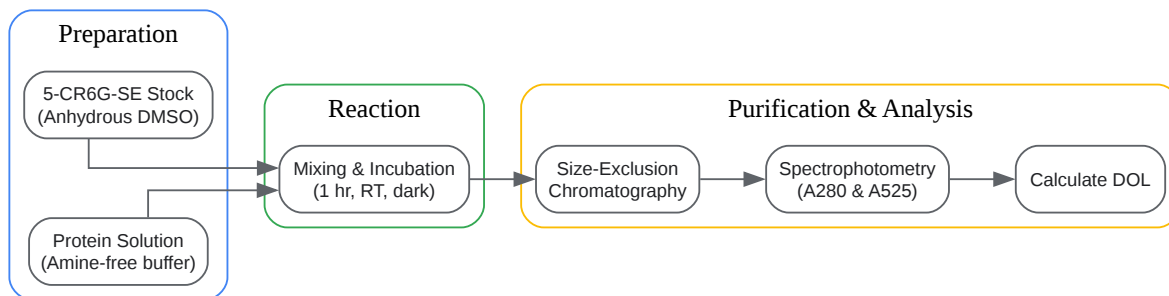 Preparation
5-CR6G-SE Stock
(Anhydrous DMSO)
Protein Solution
(Amine-free buffer)
Reaction
Mixing & Incubation
(1 hr, RT, dark)
Purification & Analysis
Size-Exclusion
Chromatography
Spectrophotometry
(A280 & A525)
Calculate DOL